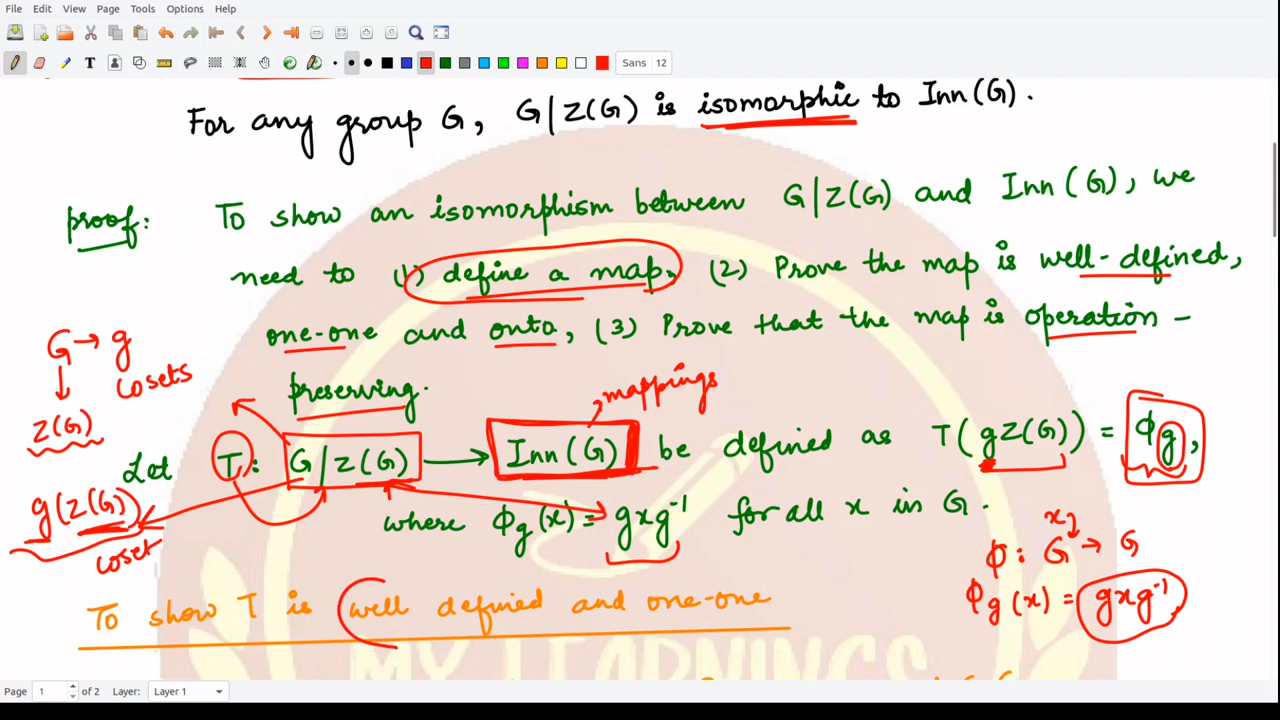 File Edit View Page Tools Options Help
Sans 12
For any group G, G|Z(G) is isomorphic to Inn(G).
proof: To show an isomorphism between G|Z(G) and Inn(G), we
need to (1) define a map, (2) Prove the map is well-defined,
one-one and onto, (3) Prove that the map is operation -
preserving.
G → g
cosets
Z(G)
mappings
Let T: G|Z(G) → Inn(G) be defined as T(gZ(G)) = ϕg,
g(Z(G))
coset
where ϕg(x) = gxg⁻¹ for all x in G.
x
ϕ: G → G
ϕg(x) = gxg⁻¹
To show T is well defined and one-one
MY LEARNINGS
Page 1 of 2 Layer: Layer 1